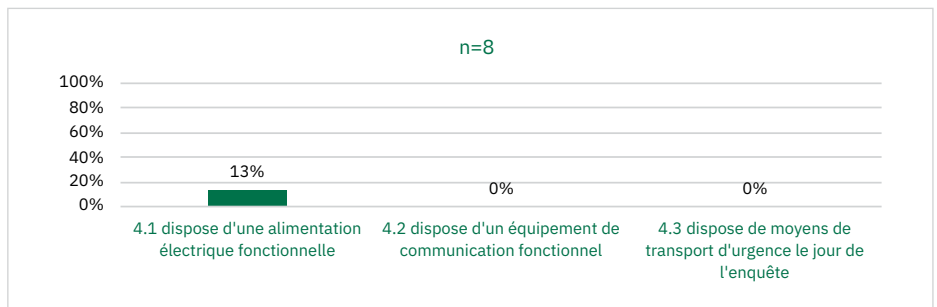 n=8
100%
80%
60%
40%
20%
0%
13%
0%
0%
4.1 dispose d'une alimentation
électrique fonctionnelle
4.2 dispose d'un équipement de
communication fonctionnel
4.3 dispose de moyens de
transport d'urgence le jour de
l'enquête